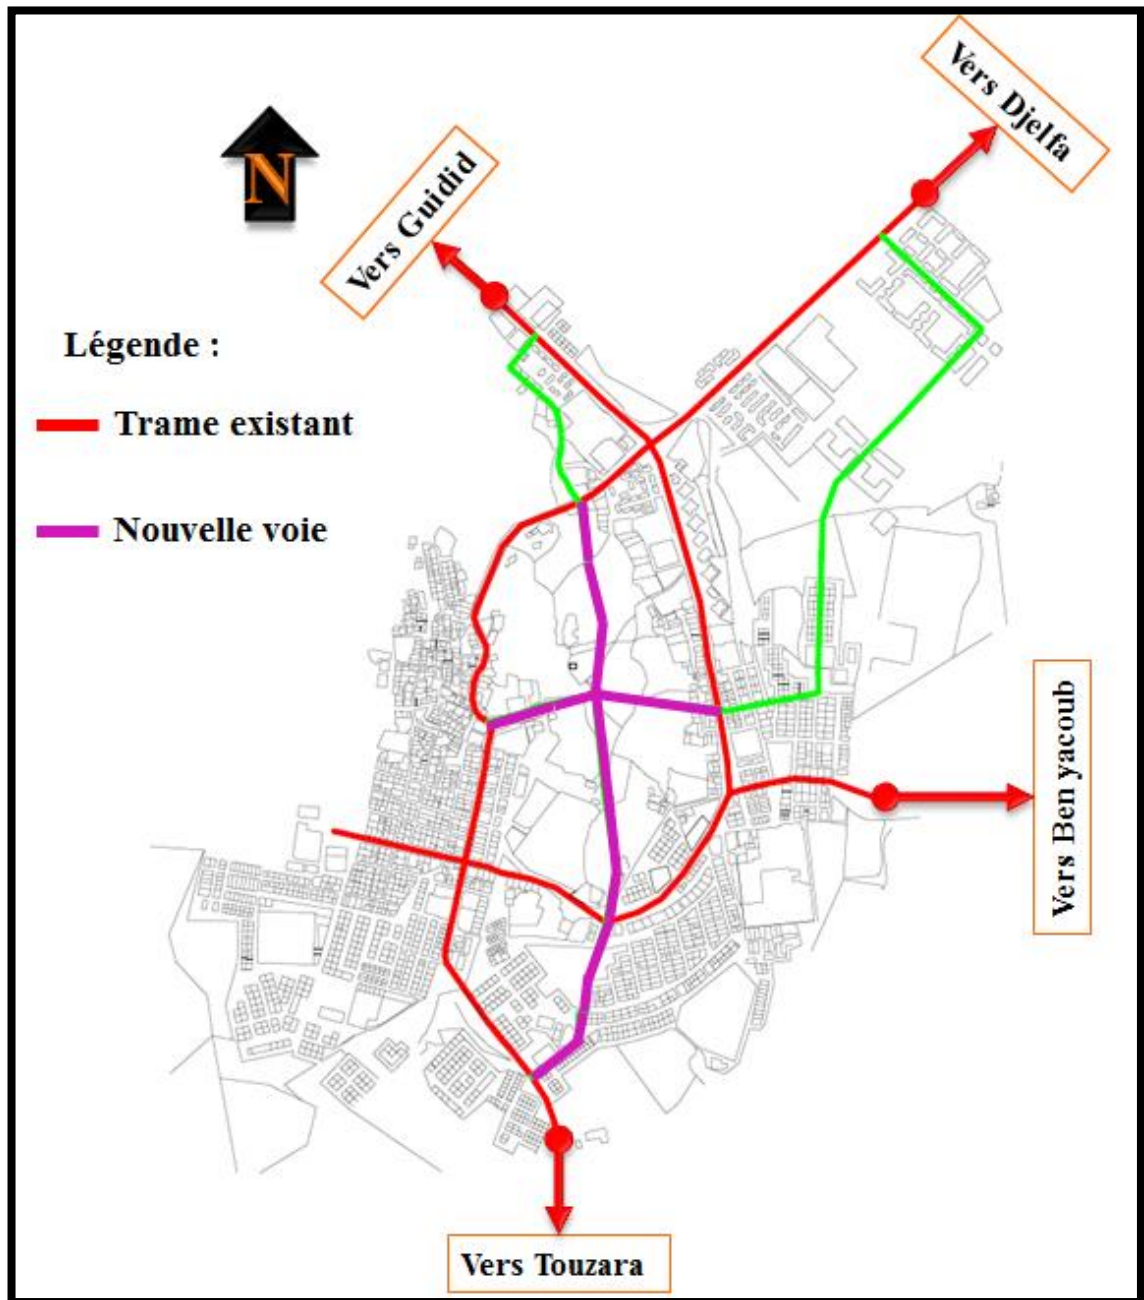 Vers Djelfa
Vers Guidid
N
Légende :
Trame existant
Nouvelle voie
Vers Ben yacoub
Vers Touzara